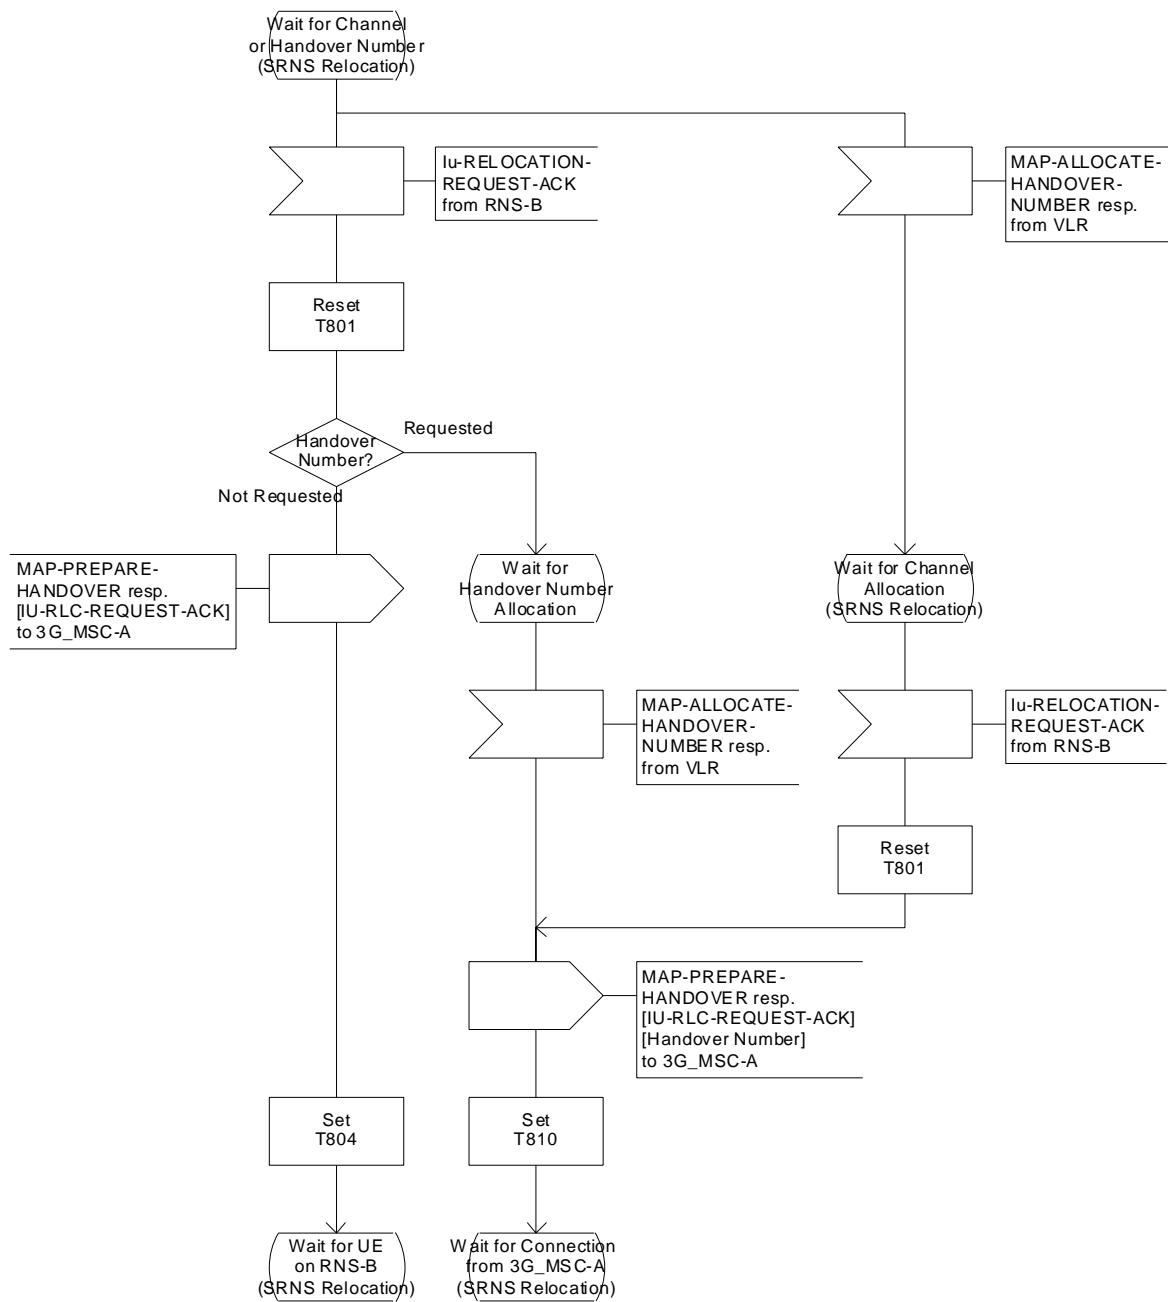 Wait for Channel
or Handover Number
(SRNS Relocation)
Iu-RELOCATION-
REQUEST-ACK
from RNS-B
MAP-ALLOCATE-
HANDOVER-
NUMBER resp.
from VLR
Reset
T801
Handover
Number?
Requested
Not Requested
MAP-PREPARE-
HANDOVER resp.
[IU-RLC-REQUEST-ACK]
to 3G_MSC-A
Wait for
Handover Number
Allocation
Wait for Channel
Allocation
(SRNS Relocation)
MAP-ALLOCATE-
HANDOVER-
NUMBER resp.
from VLR
Iu-RELOCATION-
REQUEST-ACK
from RNS-B
Reset
T801
MAP-PREPARE-
HANDOVER resp.
[IU-RLC-REQUEST-ACK]
[Handover Number]
to 3G_MSC-A
Set
T804
Set
T810
Wait for UE
on RNS-B
(SRNS Relocation)
Wait for Connection
from 3G_MSC-A
(SRNS Relocation)